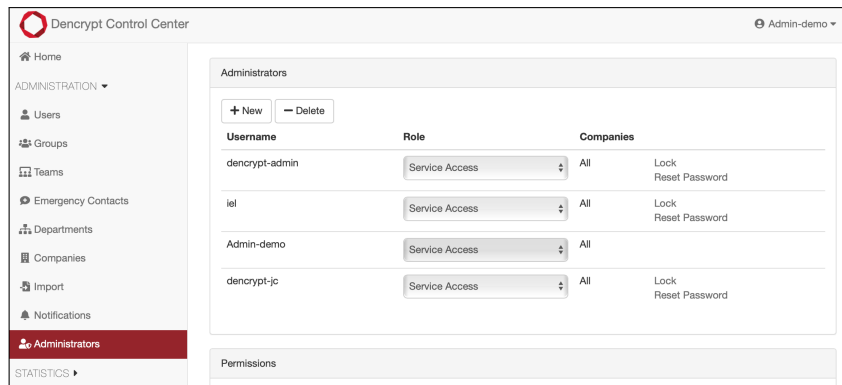 Dencrypt Control Center
Admin-demo
Home
ADMINISTRATION
Users
Groups
Teams
Emergency Contacts
Departments
Companies
Import
Notifications
Administrators
STATISTICS
Administrators
New Delete
Username Role Companies
dencrypt-admin Service Access All Lock
Reset Password
iel Service Access All Lock
Reset Password
Admin-demo Service Access All
dencrypt-jc Service Access All Lock
Reset Password
Permissions